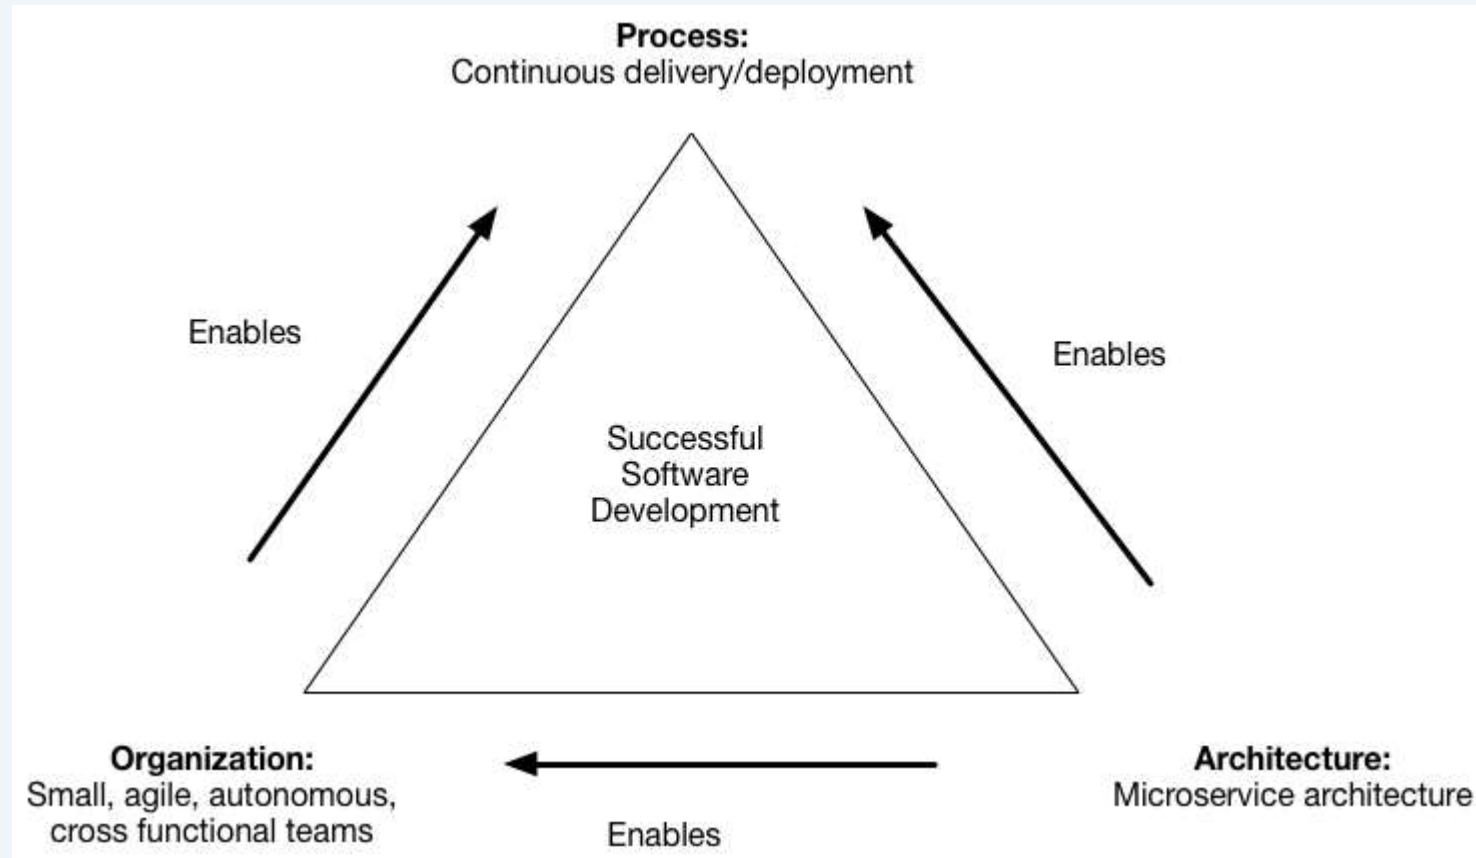 Process:
Continuous delivery/deployment
Enables
Enables
Successful
Software
Development
Organization:
Small, agile, autonomous,
cross functional teams
Enables
Architecture:
Microservice architecture